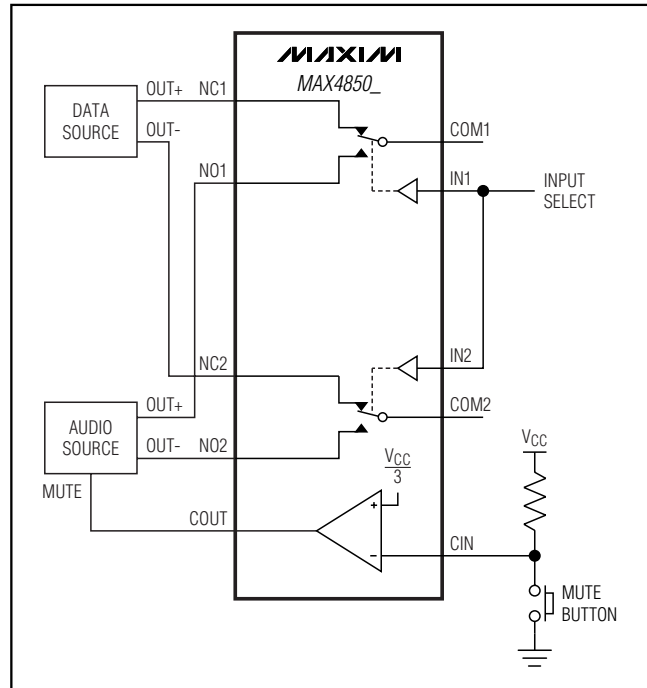 MAXIM
MAX4850_
DATA
SOURCE
OUT+
NC1
OUT-
NO1
COM1
IN1
INPUT
SELECT
NC2
IN2
COM2
AUDIO
SOURCE
OUT+
OUT-
NO2
MUTE
COUT
VCC
3
+
−
CIN
VCC
MUTE
BUTTON